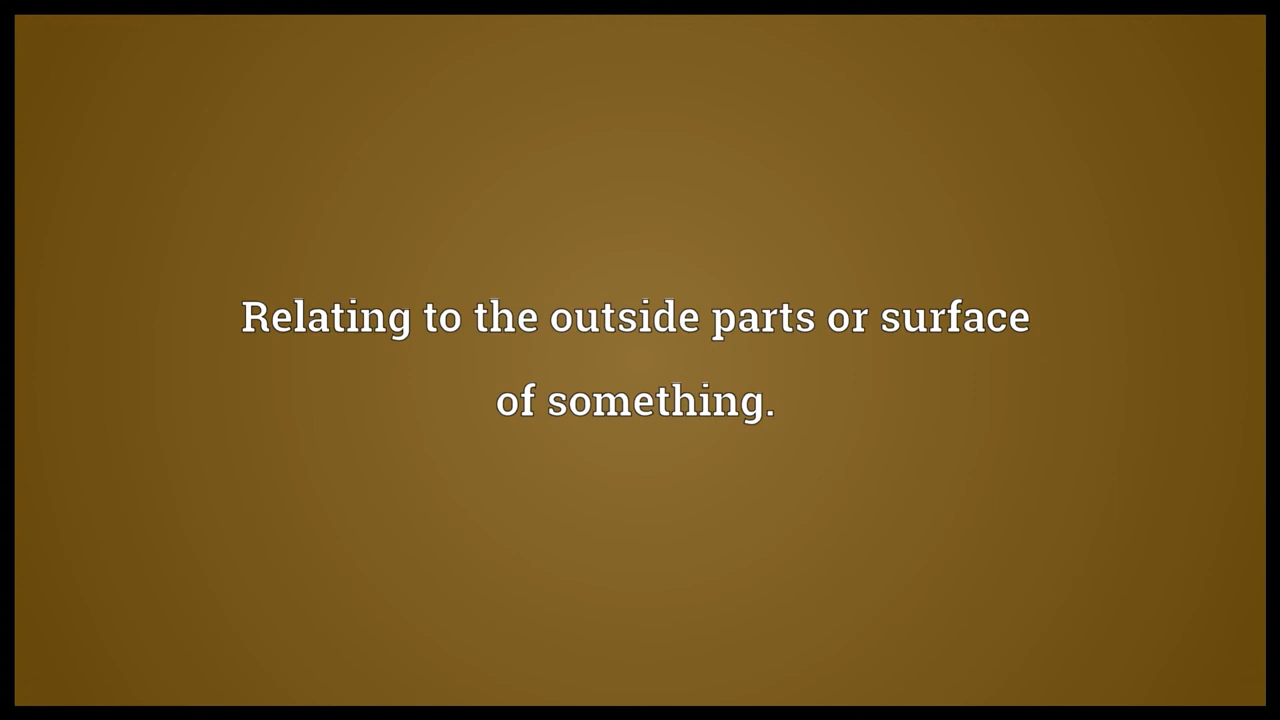 Relating to the outside parts or surface
of something.